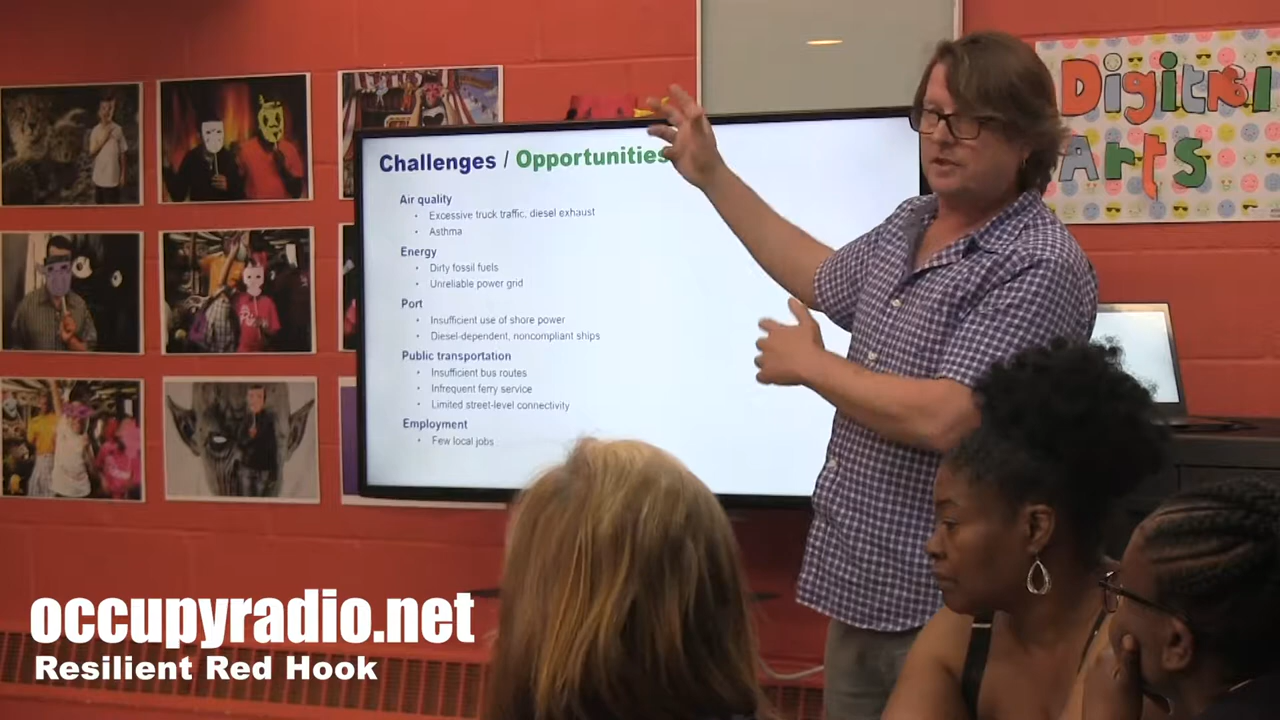 Challenges / Opportunities
Air quality
• Excessive truck traffic, diesel exhaust
• Asthma
Energy
• Dirty fossil fuels
• Unreliable power grid
Port
• Insufficient use of shore power
• Diesel-dependent, noncompliant ships
Public transportation
• Insufficient bus routes
• Infrequent ferry service
• Limited street-level connectivity
Employment
• Few local jobs
Digital
Arts
occupyradio.net
Resilient Red Hook